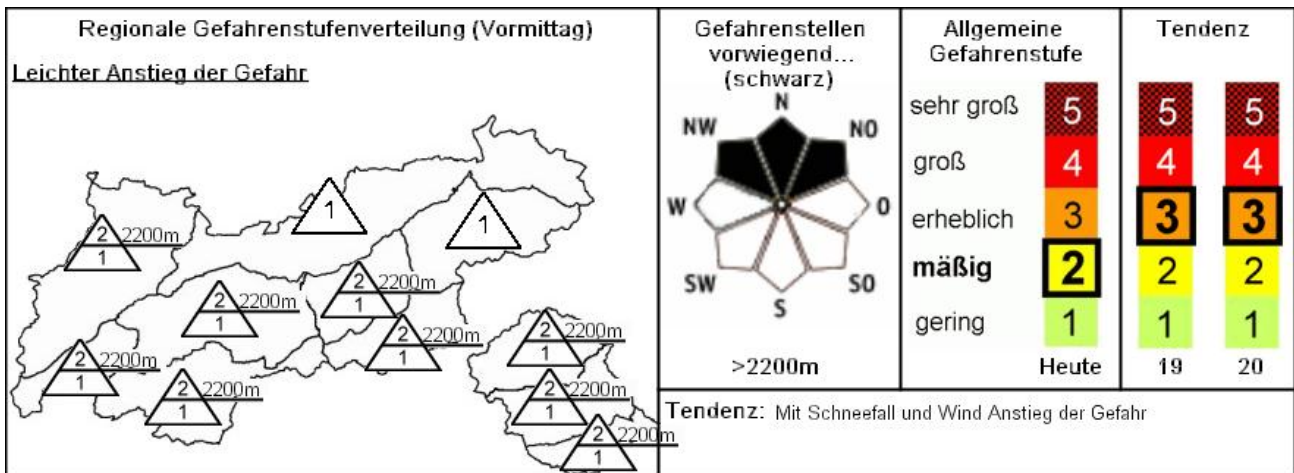 Regionale Gefahrenstufenverteilung (Vormittag)
Leichter Anstieg der Gefahr
1
1
2 2200m
1
2 2200m
1
2 2200m
1
2 2200m
1
2 2200m
1
2 2200m
1
2 2200m
1
2 2200m
1
2 2200m
1
Gefahrenstellen
vorwiegend...
(schwarz)
N
NW NO
W O
SW SO
S
>2200m
Allgemeine
Gefahrenstufe
sehr groß 5
groß 4
erheblich 3
mäßig 2
gering 1
Heute
Tendenz
5 5
4 4
3 3
2 2
1 1
19 20
Tendenz: Mit Schneefall und Wind Anstieg der Gefahr